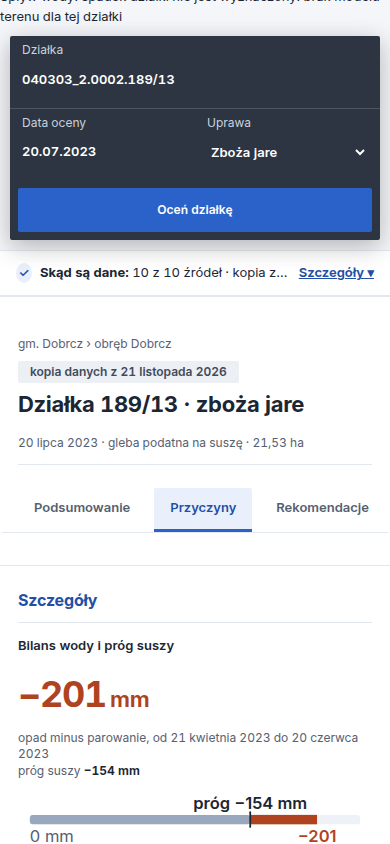 terenu dla tej działki
Działka
040303_2.0002.189/13
Data oceny
Uprawa
20.07.2023
Zboża jare
Oceń działkę
Skąd są dane: 10 z 10 źródeł · kopia z...
Szczegóły ▾
gm. Dobrcz › obręb Dobrcz
kopia danych z 21 listopada 2026
Działka 189/13 · zboża jare
20 lipca 2023 · gleba podatna na suszę · 21,53 ha
Podsumowanie
Przyczyny
Rekomendacje
Szczegóły
Bilans wody i próg suszy
−201 mm
opad minus parowanie, od 21 kwietnia 2023 do 20 czerwca
2023
próg suszy −154 mm
próg −154 mm
0 mm
−201